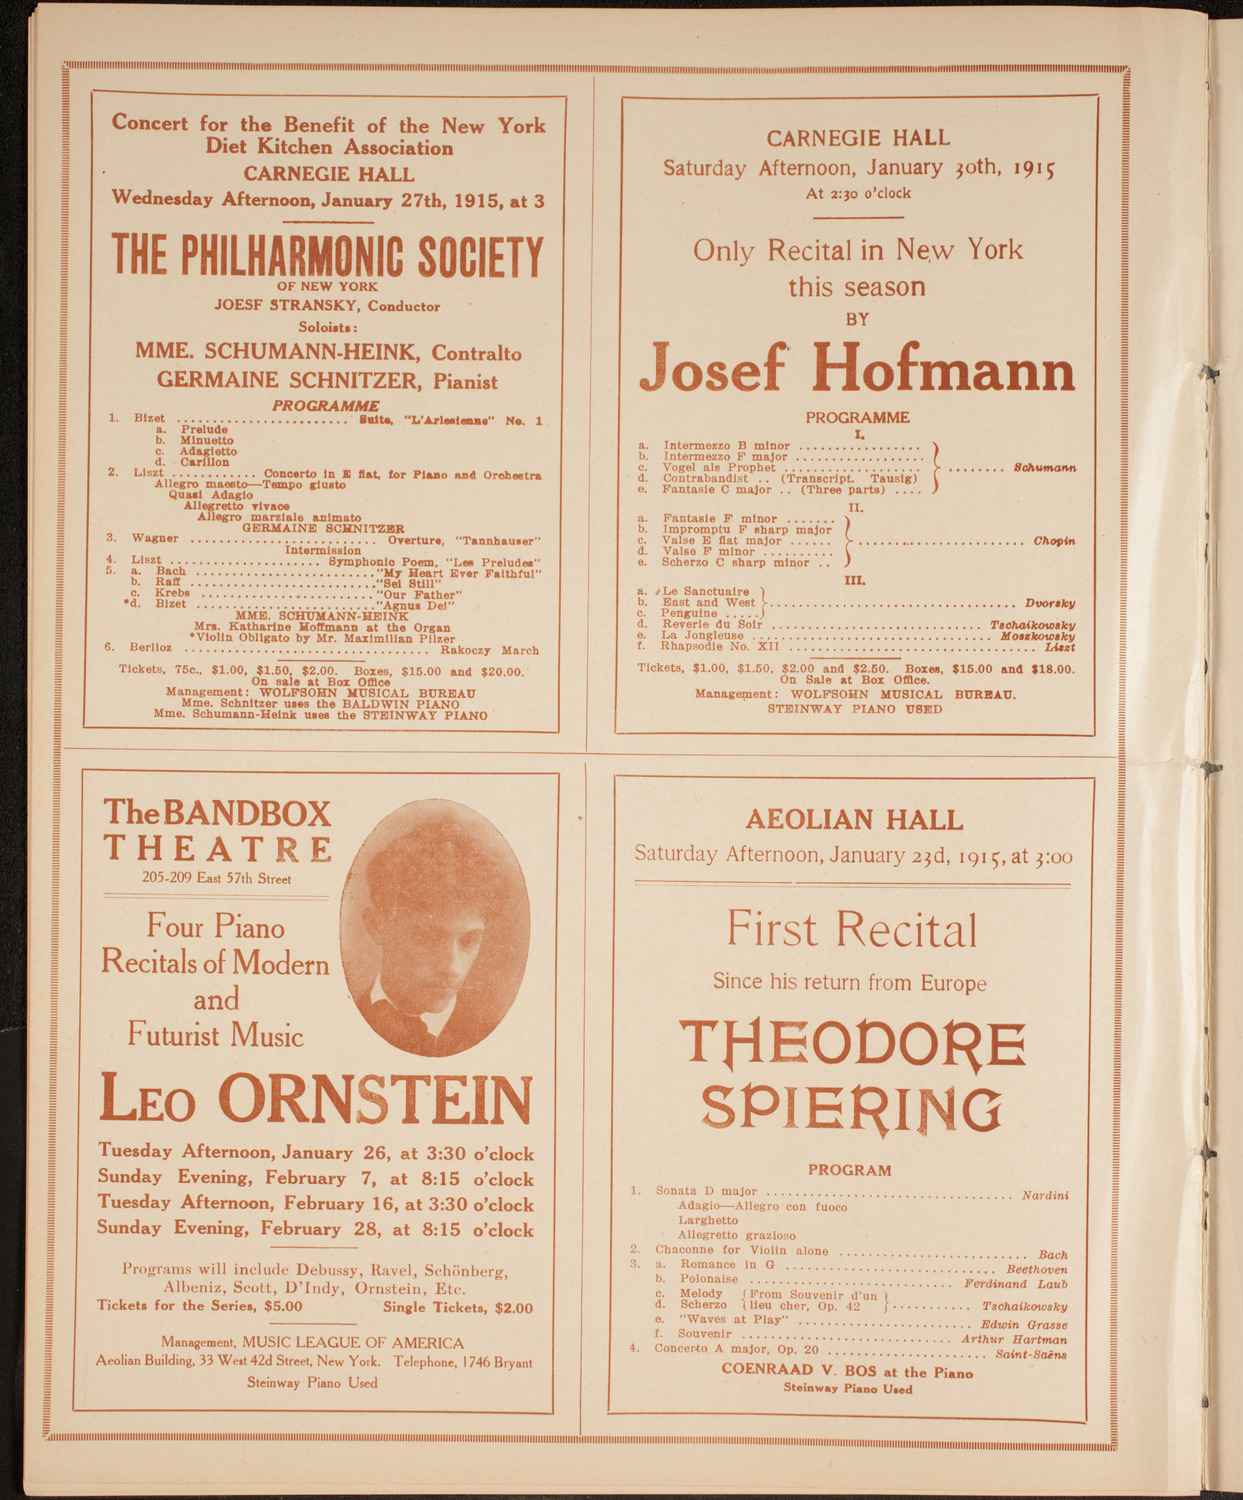 Concert for the Benefit of the New York
Diet Kitchen Association
CARNEGIE HALL
Wednesday Afternoon, January 27th, 1915, at 3
THE PHILHARMONIC SOCIETY
OF NEW YORK
JOESF STRANSKY, Conductor
Soloists:
MME. SCHUMANN-HEINK, Contralto
GERMAINE SCHNITZER, Pianist
PROGRAMME
1. Bizet ........................ Suite, "L'Arlesienne" No. 1
a. Prelude
b. Minuetto
c. Adagietto
d. Carillon
2. Liszt ............ Concerto in E flat, for Piano and Orchestra
Allegro maesto—Tempo giusto
Quasi Adagio
Allegretto vivace
Allegro marziale animato
GERMAINE SCHNITZER
3. Wagner .......................... Overture, "Tannhauser"
Intermission
4. Liszt ..................... Symphonic Poem, "Les Preludes"
5. a. Bach .........................."My Heart Ever Faithful"
b. Raff .........................."Sei Still"
c. Krebs .........................."Our Father"
*d. Bizet .........................."Agnus Dei"
MME. SCHUMANN-HEINK
Mrs. Katharine Hoffmann at the Organ
*Violin Obligato by Mr. Maximilian Pilzer
6. Berlioz ................................... Rakoczy March
Tickets, 75c., $1.00, $1.50, $2.00. Boxes, $15.00 and $20.00.
On sale at Box Office
Management: WOLFSOHN MUSICAL BUREAU
Mme. Schnitzer uses the BALDWIN PIANO
Mme. Schumann-Heink uses the STEINWAY PIANO
CARNEGIE HALL
Saturday Afternoon, January 30th, 1915
At 2:30 o'clock
Only Recital in New York
this season
BY
Josef Hofmann
PROGRAMME
I.
a. Intermezzo B minor .................
b. Intermezzo F major .................
c. Vogel als Prophet ................... ........ Schumann
d. Contrabandist .. (Transcript. Tausig)
e. Fantasie C major .. (Three parts) ....
II.
a. Fantasie F minor .......
b. Impromptu F sharp major
c. Valse E flat major ...... ........................ Chopin
d. Valse F minor ..........
e. Scherzo C sharp minor ..
III.
a. Le Sanctuaire
b. East and West ................................... Dvorsky
c. Penguine .....
d. Reverie du Soir .............................. Tschaikowsky
e. La Jongleuse .................................. Moszkowsky
f. Rhapsodie No. XII ................................... Liszt
Tickets, $1.00, $1.50, $2.00 and $2.50. Boxes, $15.00 and $18.00.
On Sale at Box Office.
Management: WOLFSOHN MUSICAL BUREAU.
STEINWAY PIANO USED
The BANDBOX
THEATRE
205-209 East 57th Street
Four Piano
Recitals of Modern
and
Futurist Music
LEO ORNSTEIN
Tuesday Afternoon, January 26, at 3:30 o'clock
Sunday Evening, February 7, at 8:15 o'clock
Tuesday Afternoon, February 16, at 3:30 o'clock
Sunday Evening, February 28, at 8:15 o'clock
Programs will include Debussy, Ravel, Schönberg,
Albeniz, Scott, D'Indy, Ornstein, Etc.
Tickets for the Series, $5.00 Single Tickets, $2.00
Management, MUSIC LEAGUE OF AMERICA
Aeolian Building, 33 West 42d Street, New York. Telephone, 1746 Bryant
Steinway Piano Used
AEOLIAN HALL
Saturday Afternoon, January 23d, 1915, at 3:00
First Recital
Since his return from Europe
THEODORE
SPIERING
PROGRAM
1. Sonata D major ................................. Nardini
Adagio—Allegro con fuoco
Larghetto
Allegretto grazioso
2. Chaconne for Violin alone .......................... Bach
3. a. Romance in G ............................. Beethoven
b. Polonaise ............................ Ferdinand Laub
c. Melody {From Souvenir d'un
d. Scherzo {lieu cher, Op. 42 }........... Tschaikowsky
e. "Waves at Play" ........................ Edwin Grasse
f. Souvenir ............................. Arthur Hartman
4. Concerto A major, Op. 20 ..................... Saint-Saëns
COENRAAD V. BOS at the Piano
Steinway Piano Used